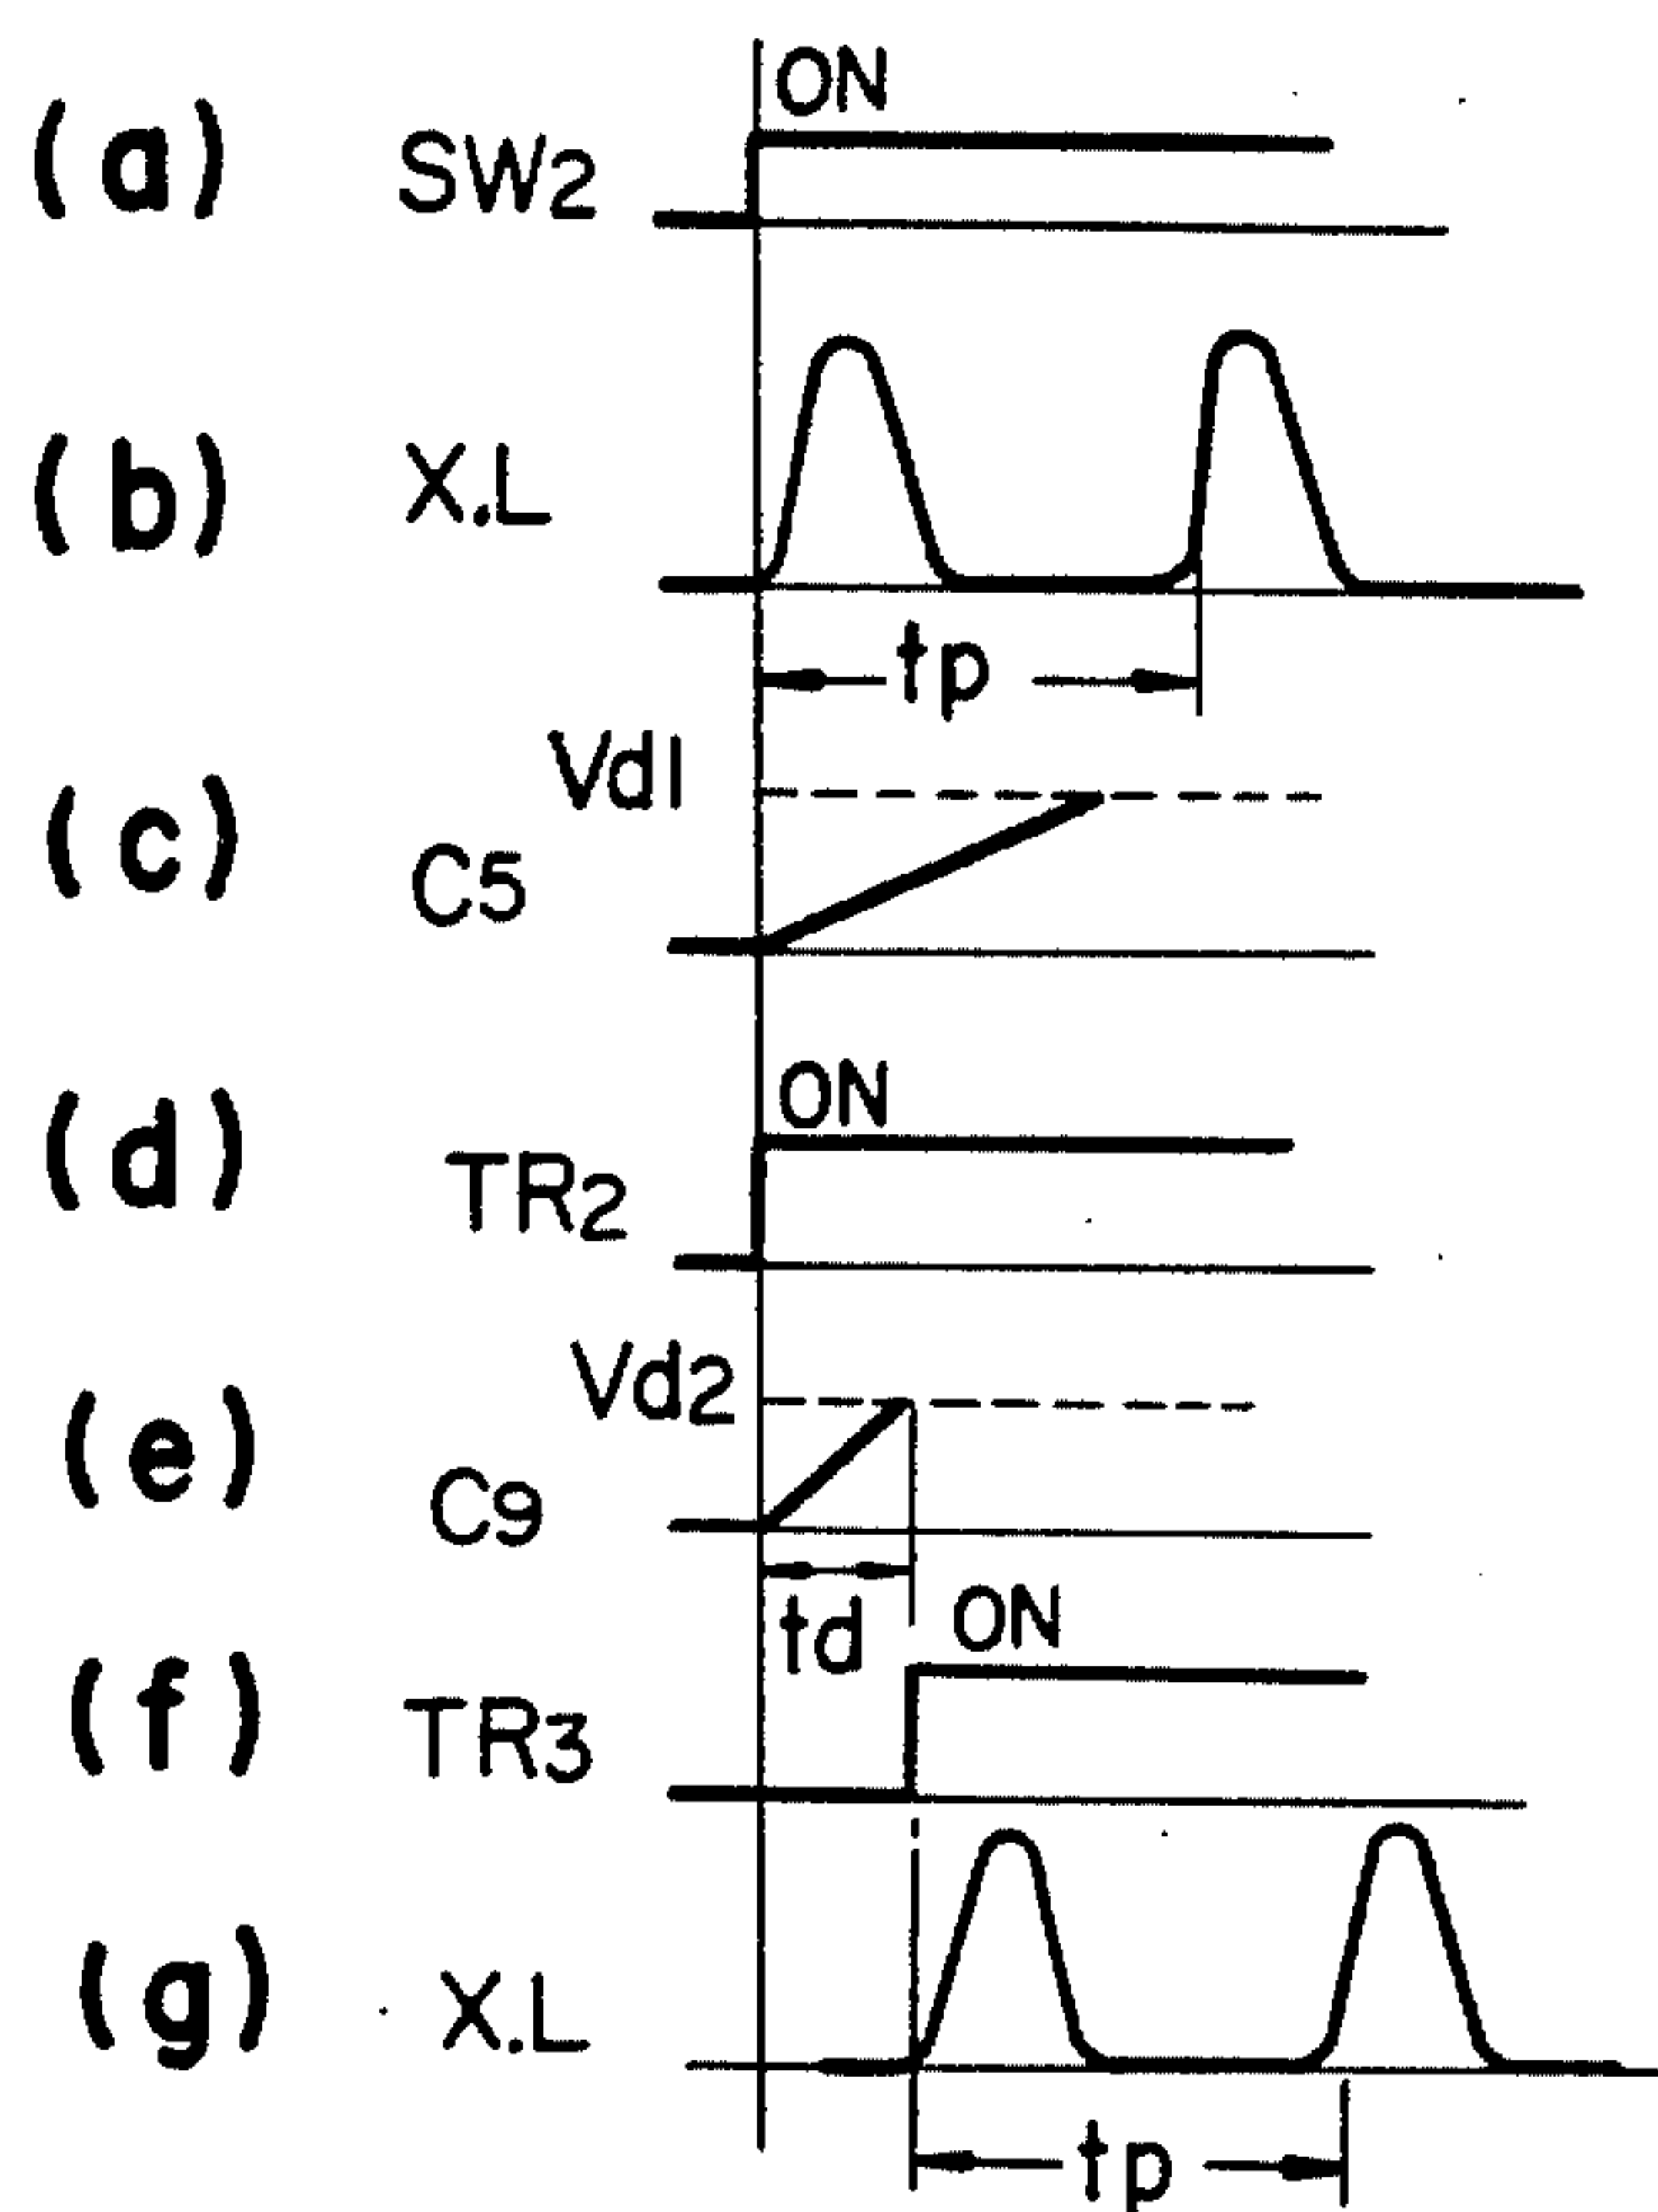 ON
(a) SW2
(b) X.L
tp
Vd1
(c) C5
ON
(d) TR2
Vd2
(e) C9
td ON
(f) TR3
(g) X.L
tp